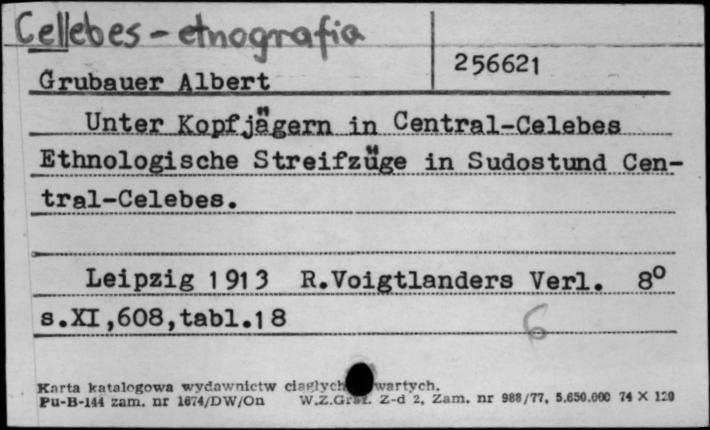 Cellebes - etnografia
256621
Grubauer Albert
Unter Kopfjägern in Central-Celebes
Ethnologische Streifzüge in Sudostund Cen-
tral-Celebes.
Leipzig 1913 R.Voigtlanders Verl. 8°
s.XI,608,tabl.18
6
Karta katalogowa wydawnictw ciągłych wartych.
Pu-B-144 zam. nr 1674/DW/On W.Z.Graf. Z-d 2, Zam. nr 988/77, 5.650.000 74 X 120